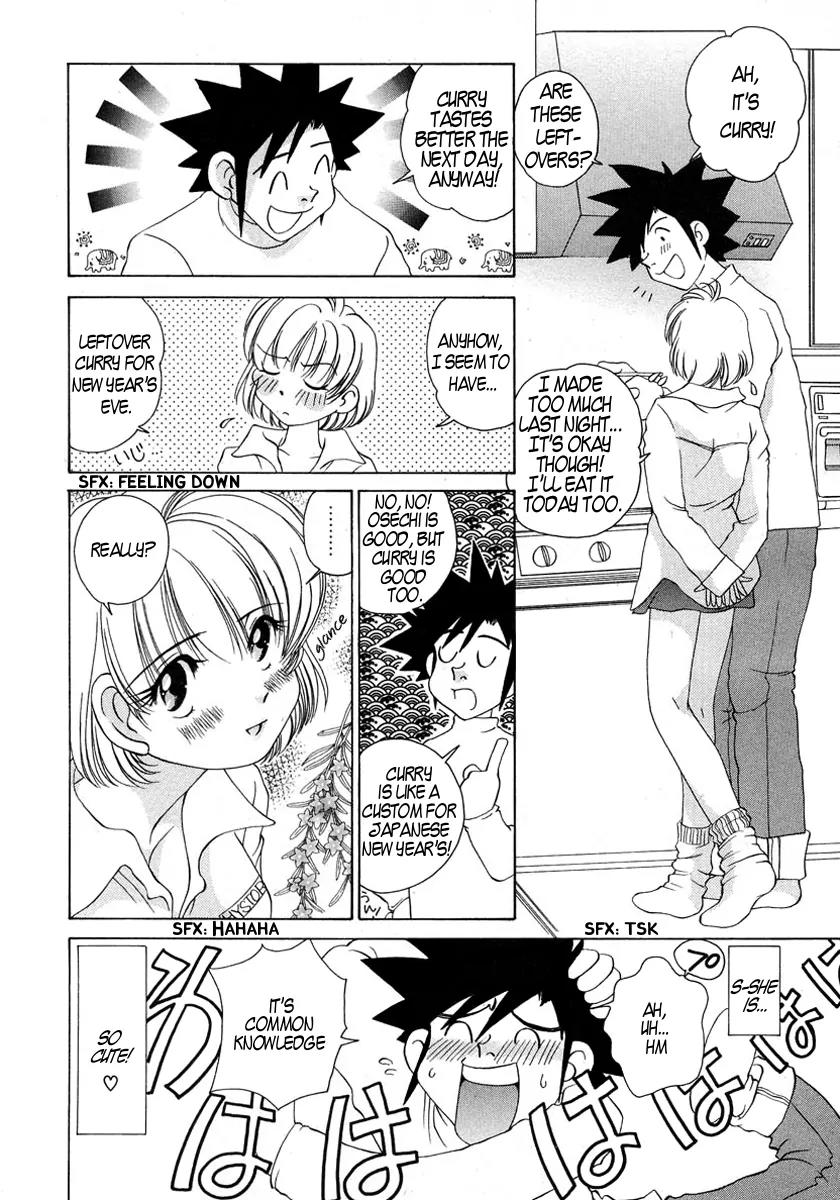 AH,
IT'S
CURRY!
ARE
THESE
LEFT-
OVERS?
I MADE
TOO MUCH
LAST NIGHT...
IT'S OKAY
THOUGH!
I'LL EAT IT
TODAY TOO.
CURRY
TASTES
BETTER THE
NEXT DAY,
ANYWAY!
ANYHOW,
I SEEM TO
HAVE...
LEFTOVER
CURRY FOR
NEW YEAR'S
EVE.
SFX: FEELING DOWN
NO, NO!
OSECHI IS
GOOD, BUT
CURRY IS
GOOD
TOO.
CURRY
IS LIKE A
CUSTOM FOR
JAPANESE
NEW YEAR'S!
SFX: TSK
.........
glance
REALLY?
SFX: HAHAHA
S-SHE
IS...
AH,
UH...
HM
IT'S
COMMON
KNOWLEDGE
SO
CUTE!
♡
わははははははは